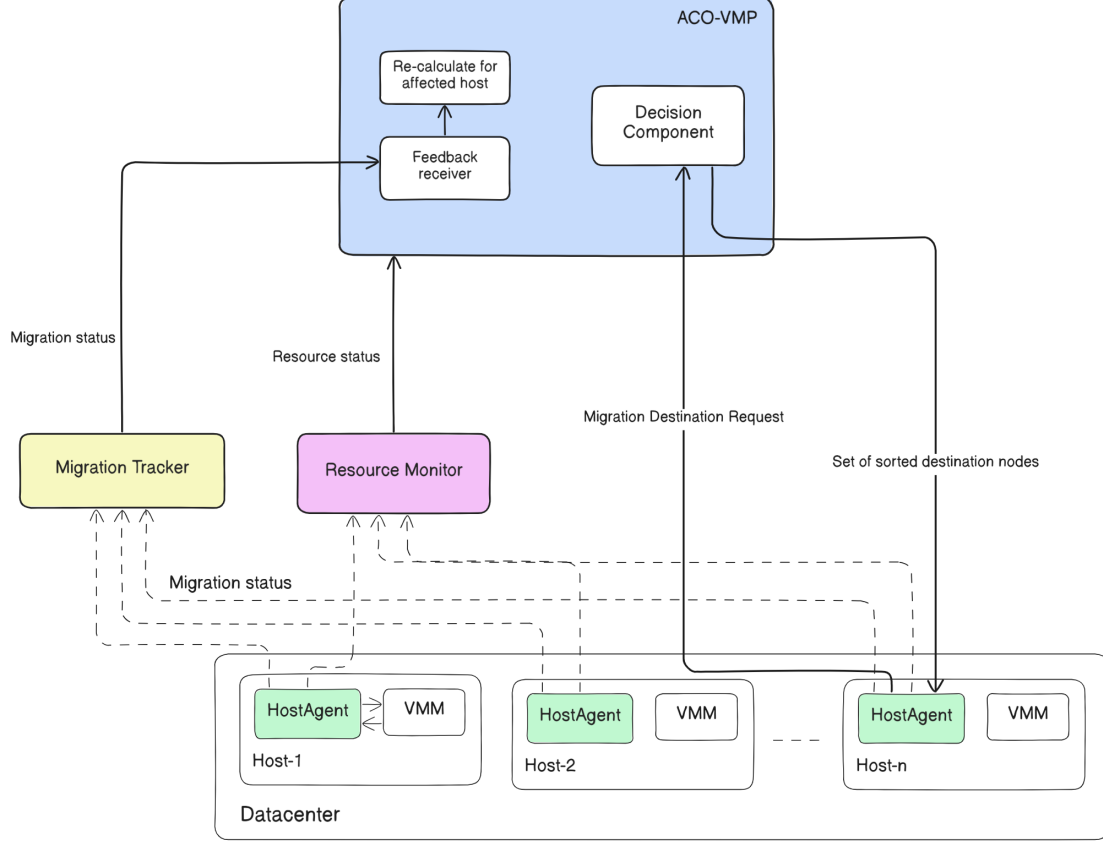 ACO-VMP
Re-calculate for
affected host
Decision
Component
Feedback
receiver
Migration status
Resource status
Migration Destination Request
Set of sorted destination nodes
Migration Tracker
Resource Monitor
Migration status
HostAgent
VMM
Host-1
HostAgent
VMM
Host-2
HostAgent
VMM
Host-n
Datacenter